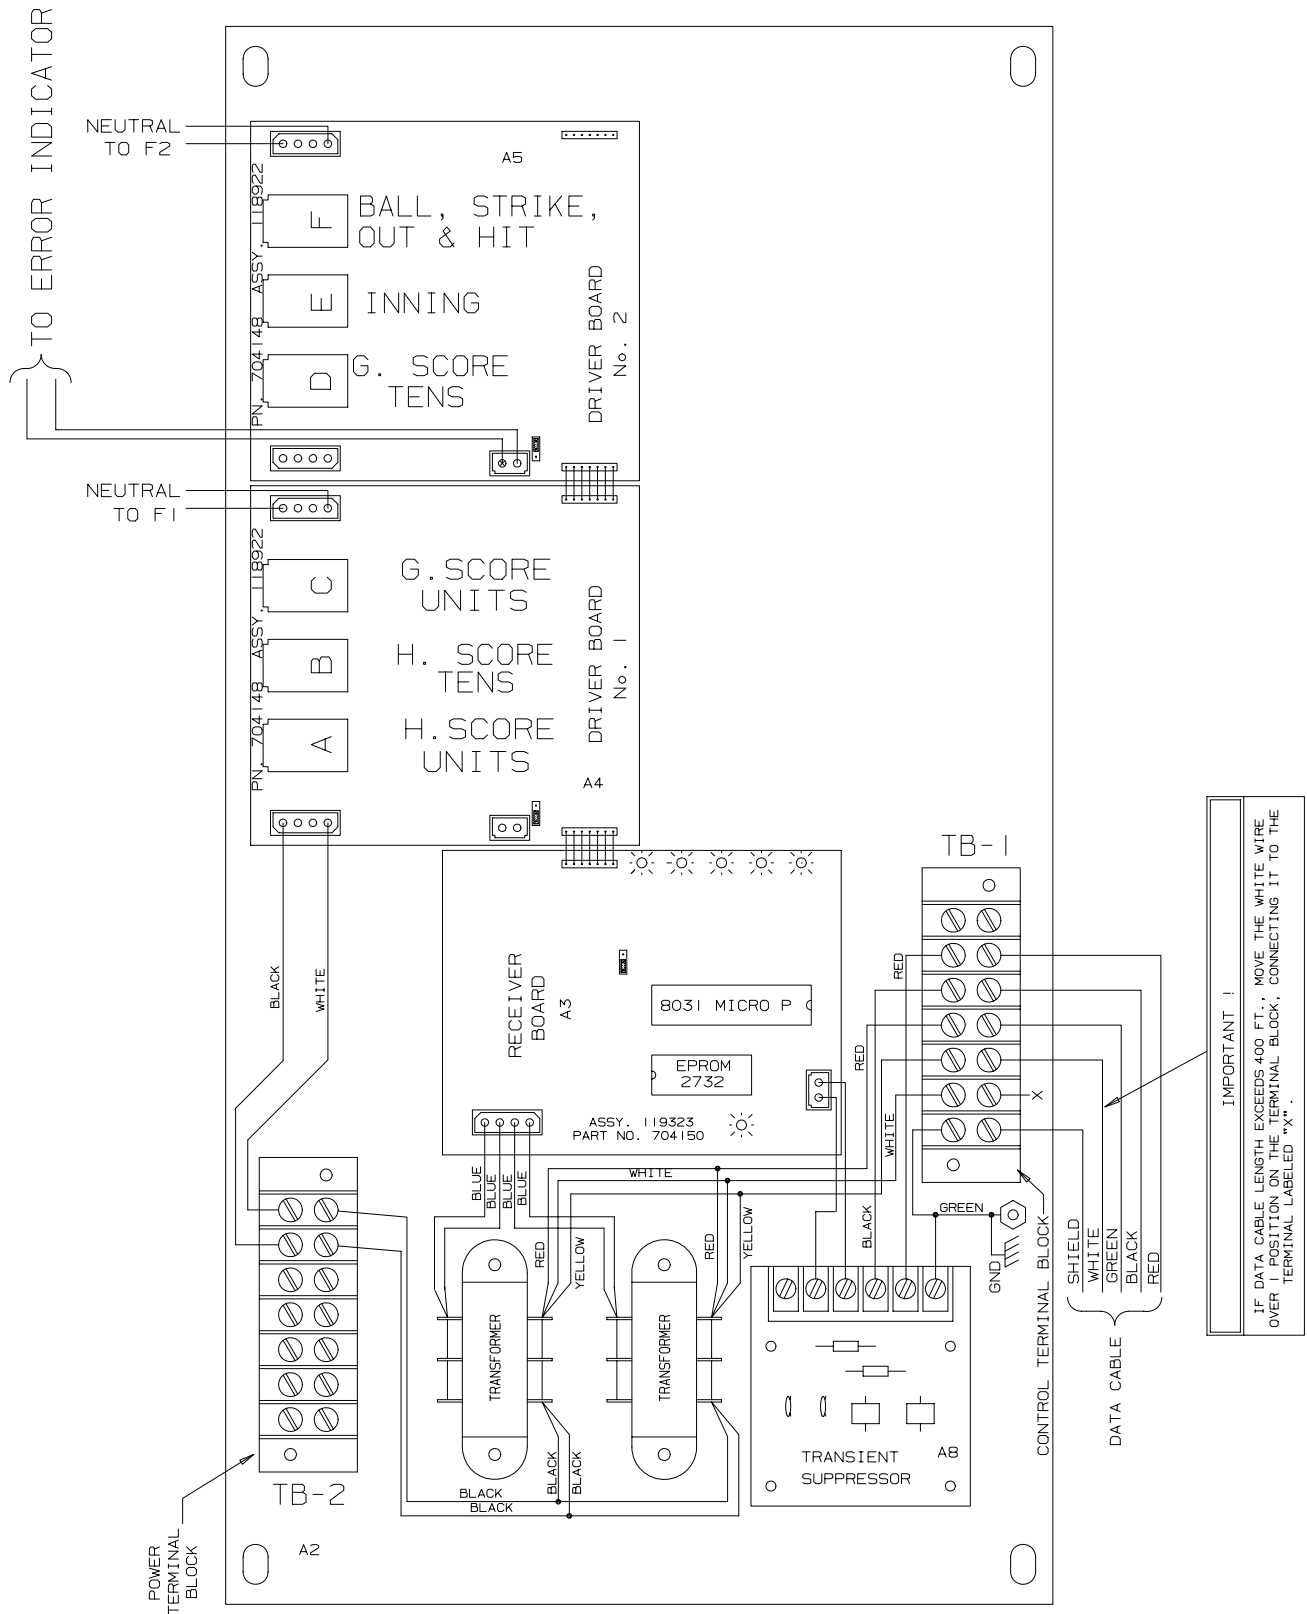 TO ERROR INDICATOR
NEUTRAL
TO F2
A5
PN. 704148 ASSY. 118922
F
BALL, STRIKE,
OUT & HIT
E
INNING
D
G. SCORE
TENS
DRIVER BOARD
No. 2
NEUTRAL
TO F1
PN. 704148 ASSY. 118922
C
G.SCORE
UNITS
B
H. SCORE
TENS
A
H.SCORE
UNITS
DRIVER BOARD
No. 1
A4
BLACK
WHITE
RECEIVER
BOARD
A3
8031 MICRO P
EPROM
2732
ASSY. 119323
PART NO. 704150
TB-1
RED
RED
WHITE
X
BLUE
BLUE
BLUE
BLUE
WHITE
RED
YELLOW
RED
YELLOW
BLACK
GREEN
GND
CONTROL TERMINAL BLOCK
SHIELD
WHITE
GREEN
BLACK
RED
DATA CABLE
IMPORTANT !
IF DATA CABLE LENGTH EXCEEDS 400 FT., MOVE THE WHITE WIRE
OVER 1 POSITION ON THE TERMINAL BLOCK, CONNECTING IT TO THE
TERMINAL LABELED "X".
TRANSFORMER
TRANSFORMER
TRANSIENT
SUPPRESSOR
A8
BLACK
BLACK
BLACK
BLACK
TB-2
POWER
TERMINAL
BLOCK
A2